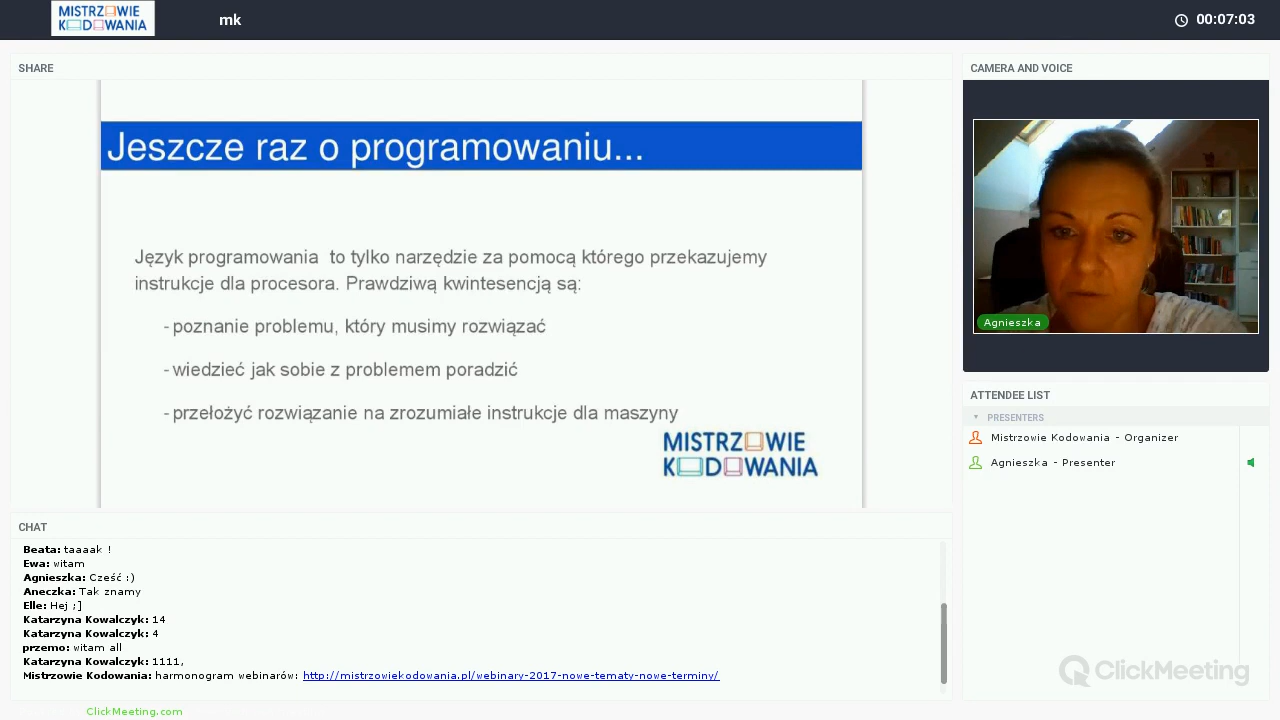 MISTRZOWIE
KODOWANIA
mk
00:07:03
SHARE
Jeszcze raz o programowaniu...
Język programowania to tylko narzędzie za pomocą którego przekazujemy
instrukcje dla procesora. Prawdziwą kwintesencją są:
- poznanie problemu, który musimy rozwiązać
- wiedzieć jak sobie z problemem poradzić
- przełożyć rozwiązanie na zrozumiałe instrukcje dla maszyny
MISTRZOWIE
KODOWANIA
CAMERA AND VOICE
Agnieszka
ATTENDEE LIST
PRESENTERS
Mistrzowie Kodowania - Organizer
Agnieszka - Presenter
CHAT
Beata: taaaak !
Ewa: witam
Agnieszka: Cześć :)
Aneczka: Tak znamy
Elle: Hej ;]
Katarzyna Kowalczyk: 14
Katarzyna Kowalczyk: 4
przemo: witam all
Katarzyna Kowalczyk: 1111,
Mistrzowie Kodowania: harmonogram webinarów: http://mistrzowiekodowania.pl/webinary-2017-nowe-tematy-nowe-terminy/
ClickMeeting
ClickMeeting.com